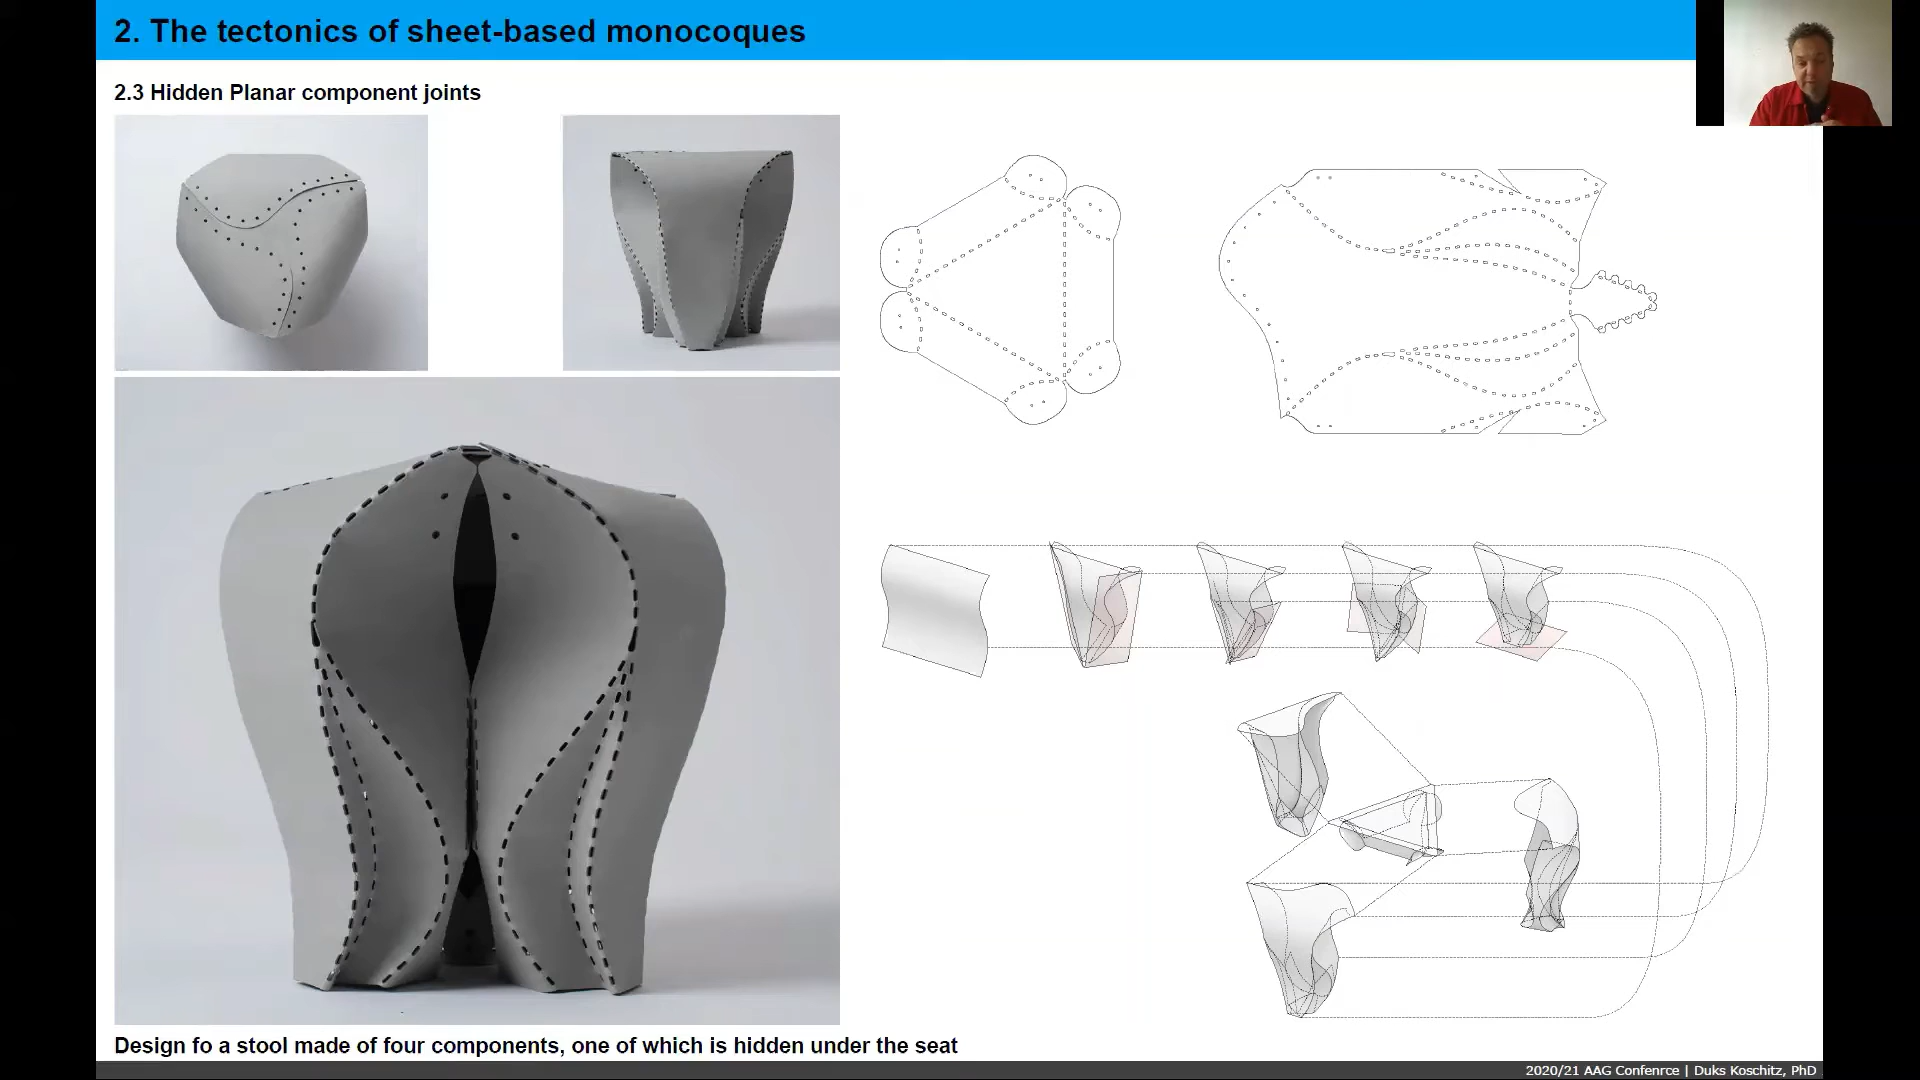 2. The tectonics of sheet-based monocoques
2.3 Hidden Planar component joints
Design fo a stool made of four components, one of which is hidden under the seat
2020/21 AAG Confenrce | Duks Koschitz, PhD